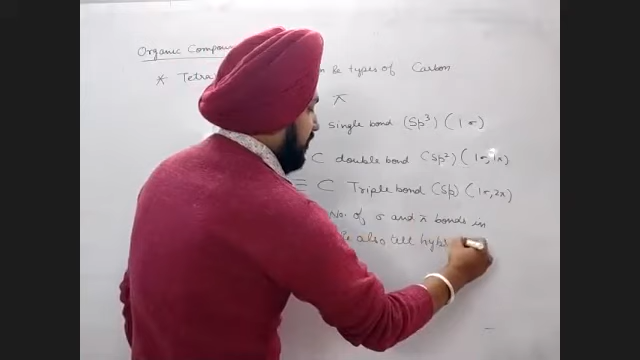 Organic Compoun
* Tetra n & types of Carbon
π
single bond (Sp³) (1σ)
C double bond (Sp²) (1σ,1π)
≡ C Triple bond (Sp) (1σ,2π)
No. of σ and π bonds in
& also tell hyb